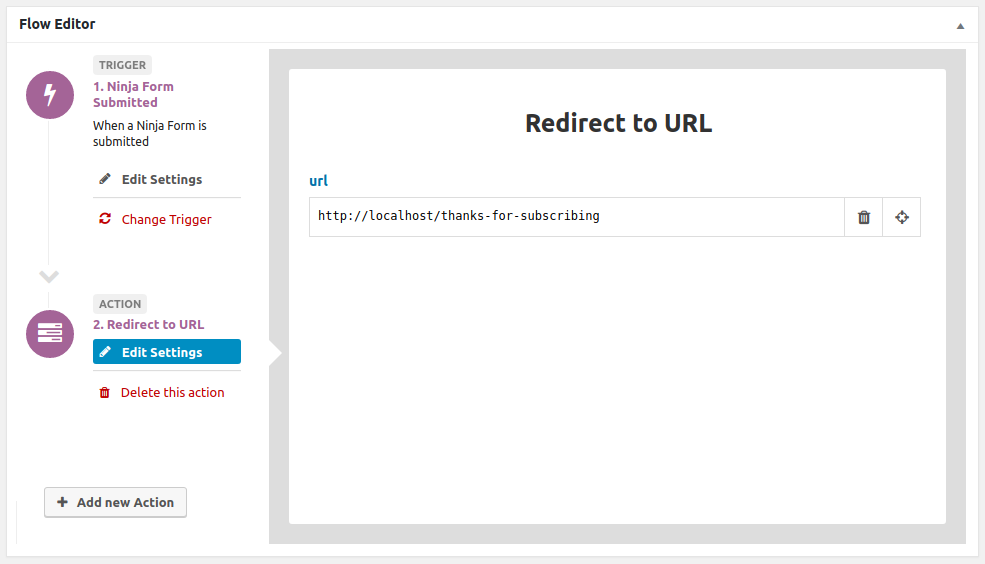 Flow Editor
TRIGGER
1. Ninja Form
Submitted
When a Ninja Form is
submitted
Edit Settings
Change Trigger
ACTION
2. Redirect to URL
Edit Settings
Delete this action
Add new Action
Redirect to URL
url
http://localhost/thanks-for-subscribing